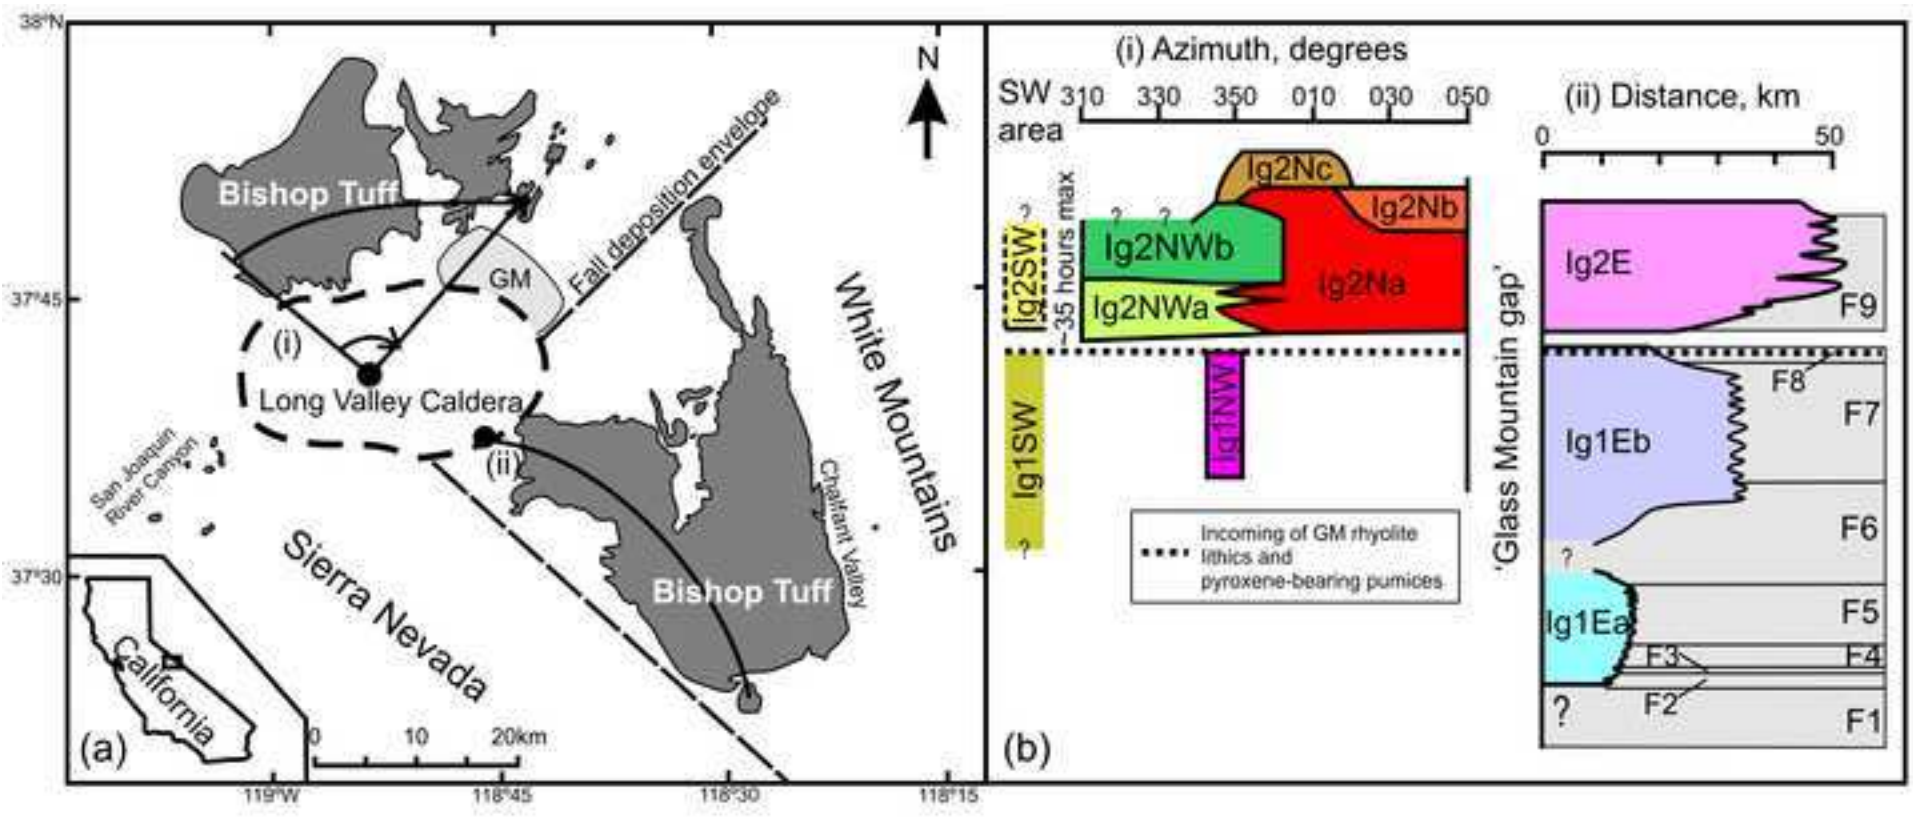 38°N
37°45
37°30
119°W
118°45
118°30
118°15
N
Bishop Tuff
GM
Fall deposition envelope
White Mountains
(i)
Long Valley Caldera
(ii)
San Joaquin
River Canyon
Sierra Nevada
Chalfant Valley
Bishop Tuff
California
0 10 20km
(a)
(i) Azimuth, degrees
SW
area
310 330 350 010 030 050
Ig2Nc
Ig2Nb
? ?
Ig2NWb
Ig2Na
Ig2NWa
?
Ig2SW
~35 hours max
Ig1SW
?
Ig1NW
Incoming of GM rhyolite
lithics and
pyroxene-bearing pumices
'Glass Mountain gap'
(ii) Distance, km
0 50
Ig2E
F9
F8
F7
Ig1Eb
F6
?
F5
Ig1Ea
F3
F4
F2
?
F1
(b)